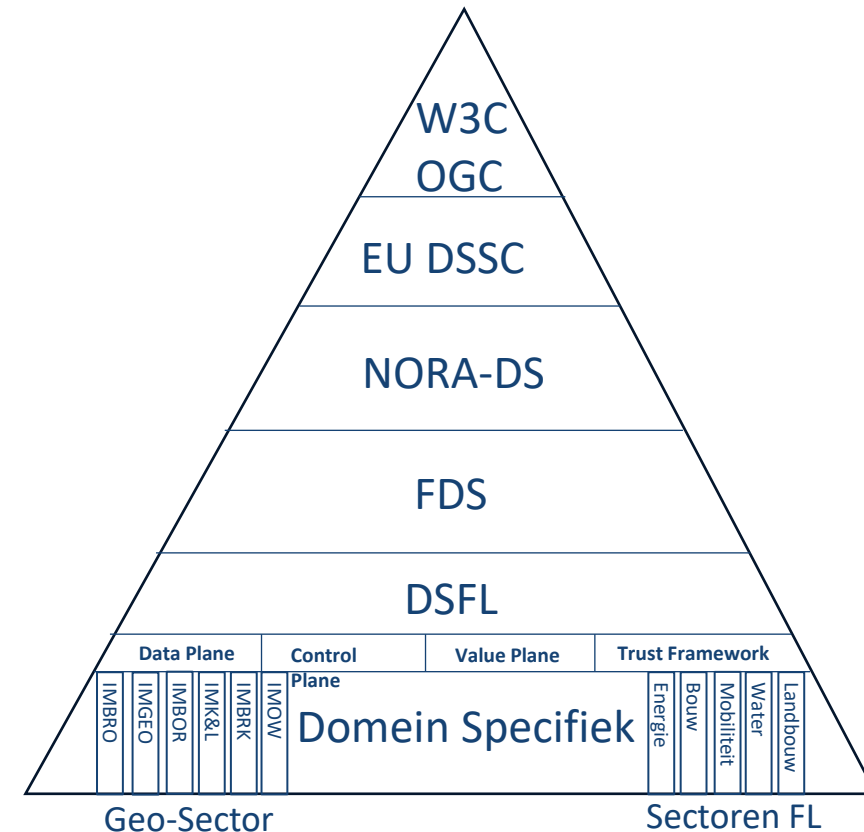 W3C
OGC
EU DSSC
NORA-DS
FDS
DSFL
Data Plane
Control
Plane
Value Plane
Trust Framework
IMBRO
IMGEO
IMBOR
IMK&L
IMBRK
IMOW
Domein Specifiek
Energie
Bouw
Mobiliteit
Water
Landbouw
Geo-Sector
Sectoren FL